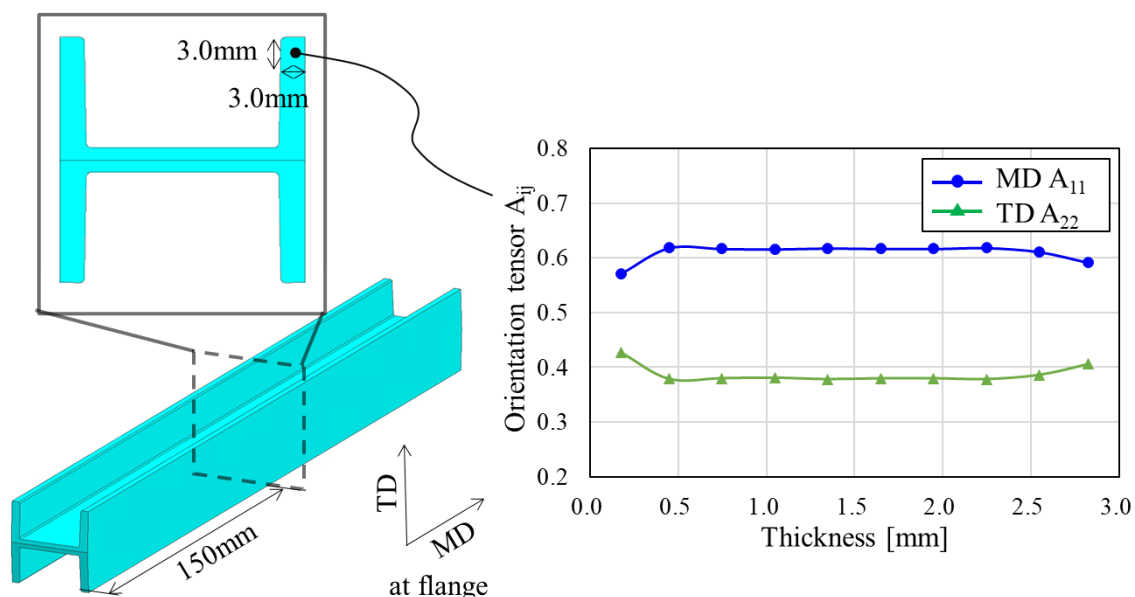 3.0mm
3.0mm
150mm
TD
MD
at flange
Orientation tensor A_ij
0.8
0.7
0.6
0.5
0.4
0.3
0.2
MD A₁₁
TD A₂₂
0.0 0.5 1.0 1.5 2.0 2.5 3.0
Thickness [mm]